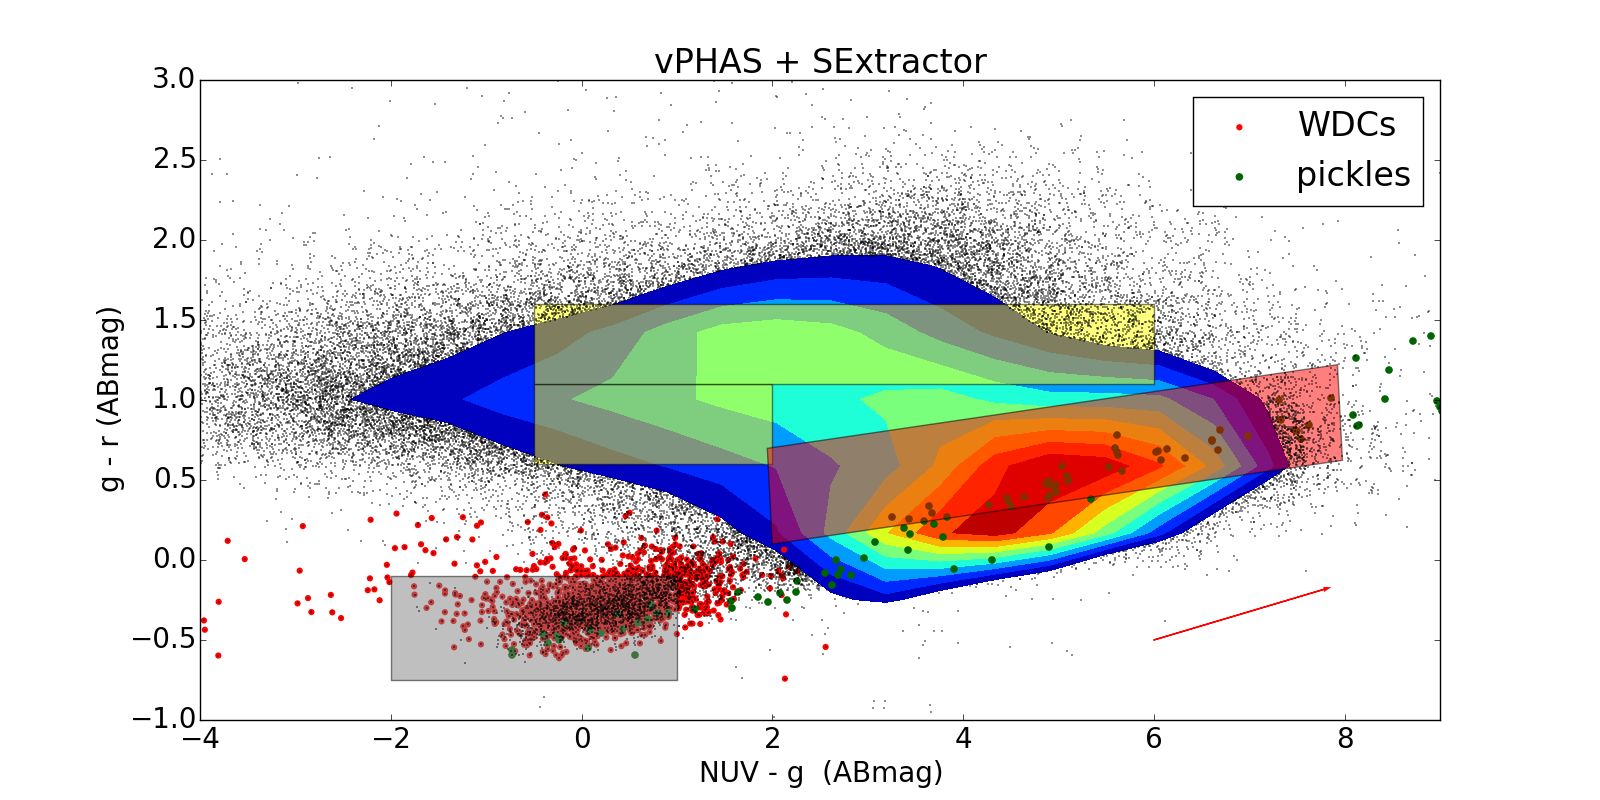 vPHAS + SExtractor
3.0
2.5
2.0
1.5
1.0
0.5
0.0
−0.5
−1.0
g - r (ABmag)
WDCs
pickles
−4 −2 0 2 4 6 8
NUV - g (ABmag)